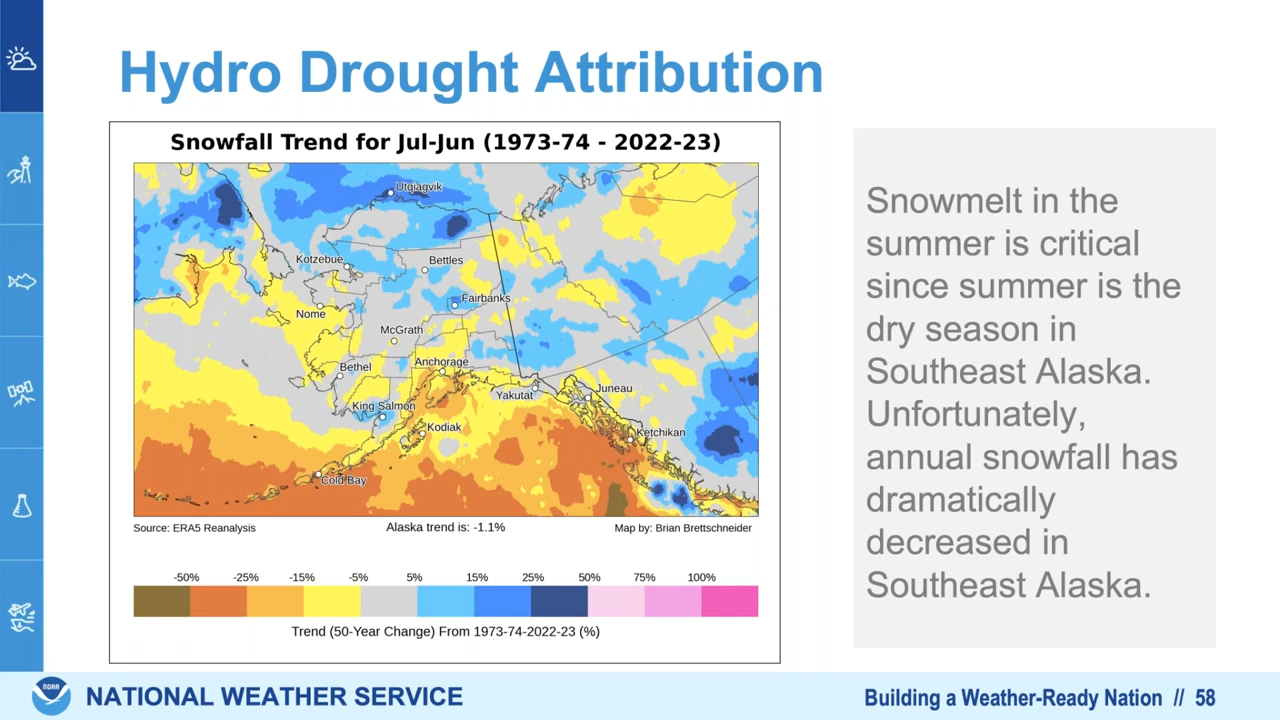 Hydro Drought Attribution
Snowfall Trend for Jul-Jun (1973-74 - 2022-23)
Utqiagvik
Kotzebue
Bettles
Fairbanks
Nome
McGrath
Anchorage
Bethel
Yakutat
Juneau
King Salmon
Kodiak
Ketchikan
Cold Bay
Source: ERA5 Reanalysis
Alaska trend is: -1.1%
Map by: Brian Brettschneider
-50% -25% -15% -5% 5% 15% 25% 50% 75% 100%
Trend (50-Year Change) From 1973-74-2022-23 (%)
Snowmelt in the
summer is critical
since summer is the
dry season in
Southeast Alaska.
Unfortunately,
annual snowfall has
dramatically
decreased in
Southeast Alaska.
NOAA
NATIONAL WEATHER SERVICE
Building a Weather-Ready Nation // 58